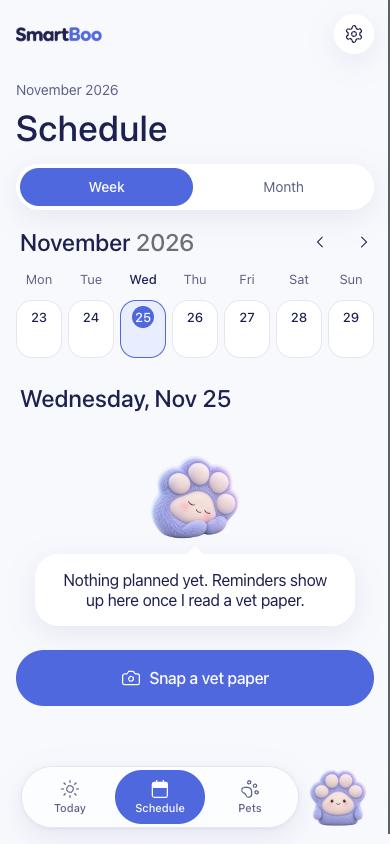 SmartBoo
November 2026
Schedule
Week Month
November 2026
Mon Tue Wed Thu Fri Sat Sun
23 24 25 26 27 28 29
Wednesday, Nov 25
Nothing planned yet. Reminders show
up here once I read a vet paper.
Snap a vet paper
Today Schedule Pets